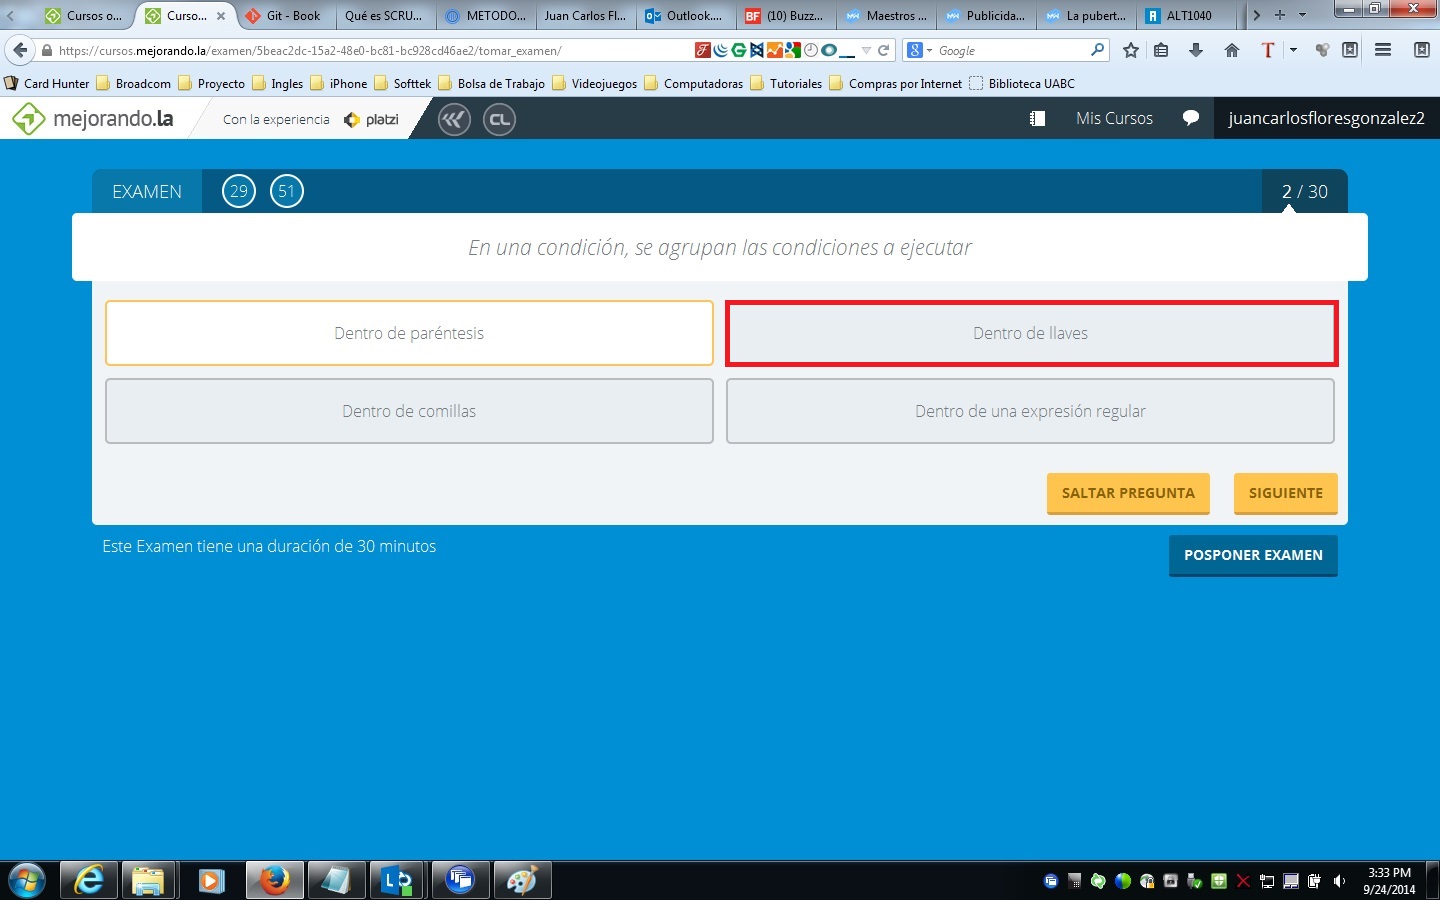 Cursos o...
Curso...
Git - Book
Qué es SCRU...
METODO...
Juan Carlos Fl...
Outlook....
(10) Buzz...
Maestros ...
Publicida...
La pubert...
ALT1040
https://cursos.mejorando.la/examen/5beac2dc-15a2-48e0-bc81-bc928cd46ae2/tomar_examen/
Google
Card Hunter
Broadcom
Proyecto
Ingles
iPhone
Softtek
Bolsa de Trabajo
Videojuegos
Computadoras
Tutoriales
Compras por Internet
Biblioteca UABC
mejorando.la
Con la experiencia
platzi
CL
Mis Cursos
juancarlosfloresgonzalez2
EXAMEN
29
51
2 / 30
En una condición, se agrupan las condiciones a ejecutar
Dentro de paréntesis
Dentro de llaves
Dentro de comillas
Dentro de una expresión regular
SALTAR PREGUNTA
SIGUIENTE
Este Examen tiene una duración de 30 minutos
POSPONER EXAMEN
3:33 PM
9/24/2014